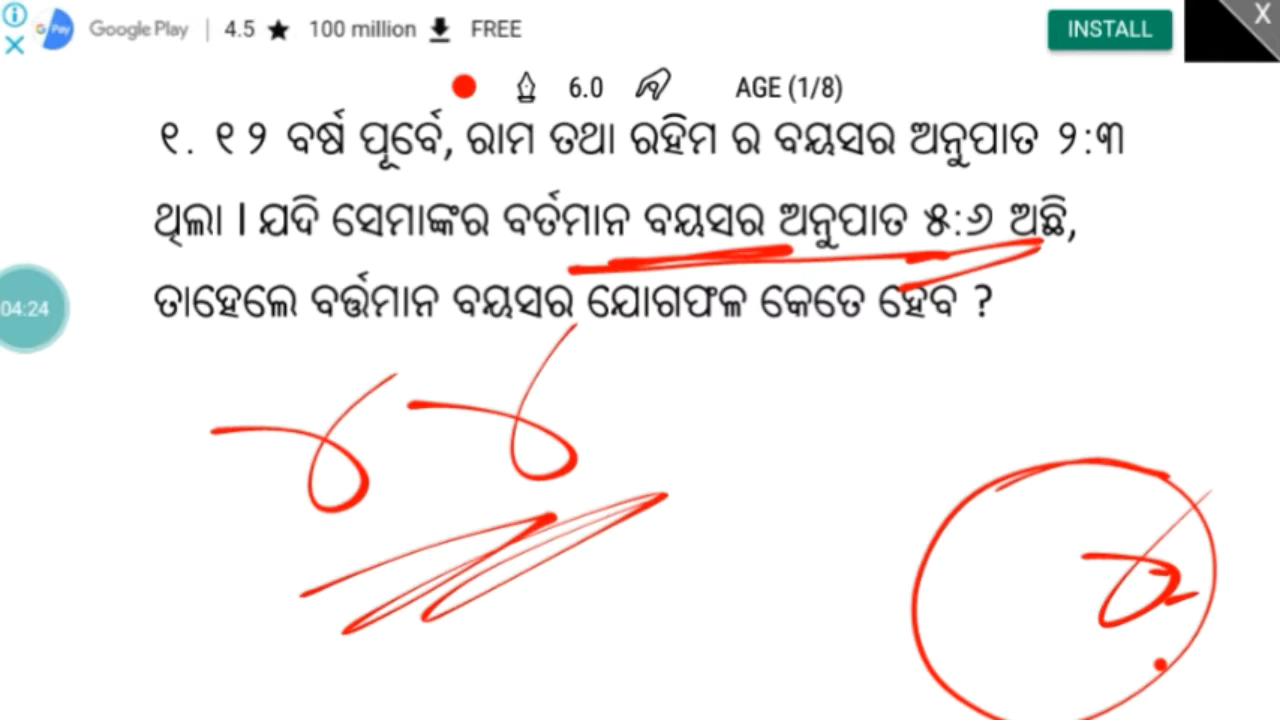 Google Play | 4.5 ★ 100 million FREE
INSTALL
X
6.0 AGE (1/8)
୧. ୧୨ ବର୍ଷ ପୂର୍ବେ, ରାମ ତଥା ରହିମ ର ବୟସର ଅନୁପାତ ୨:୩
ଥିଲା । ଯଦି ସେମାଙ୍କର ବର୍ତମାନ ବୟସର ଅନୁପାତ ୫:୬ ଅଛି,
04:24
ତାହେଲେ ବର୍ତ୍ତମାନ ବୟସର ଯୋଗଫଳ କେତେ ହେବ ?